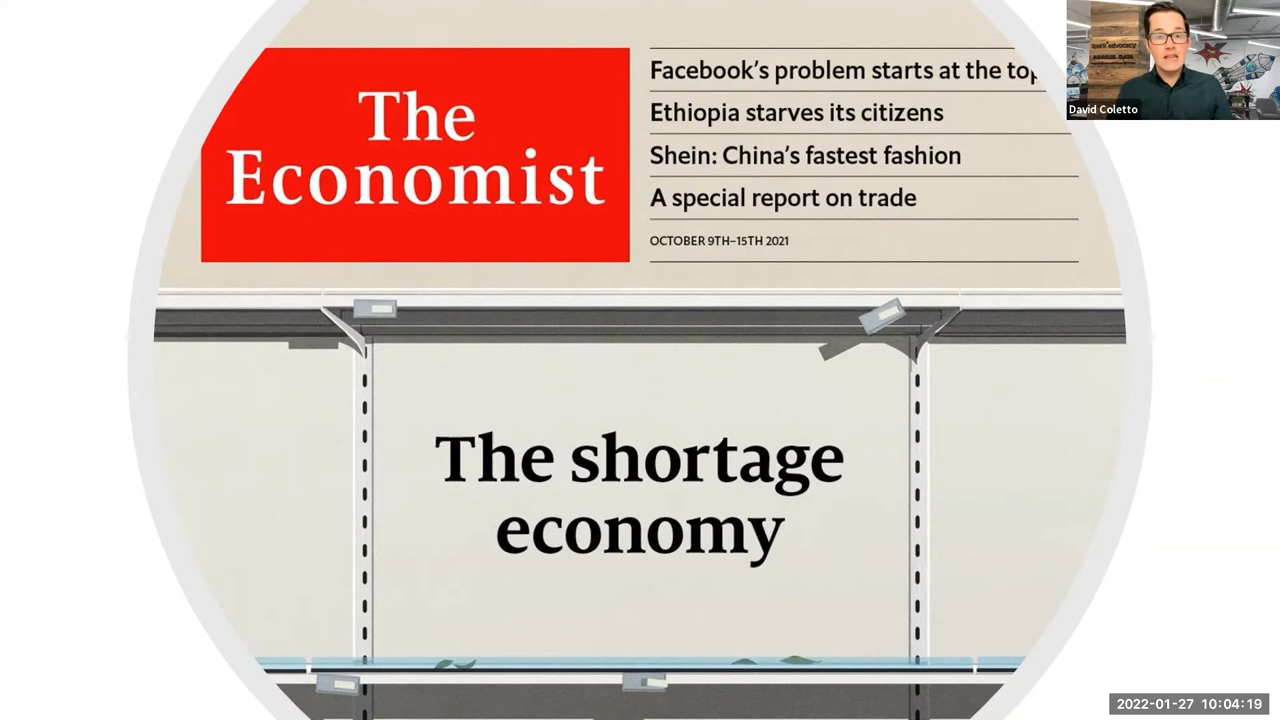 The
Economist
Facebook's problem starts at the top
Ethiopia starves its citizens
Shein: China's fastest fashion
A special report on trade
OCTOBER 9TH–15TH 2021
The shortage
economy
David Coletto
2022-01-27 10:04:19